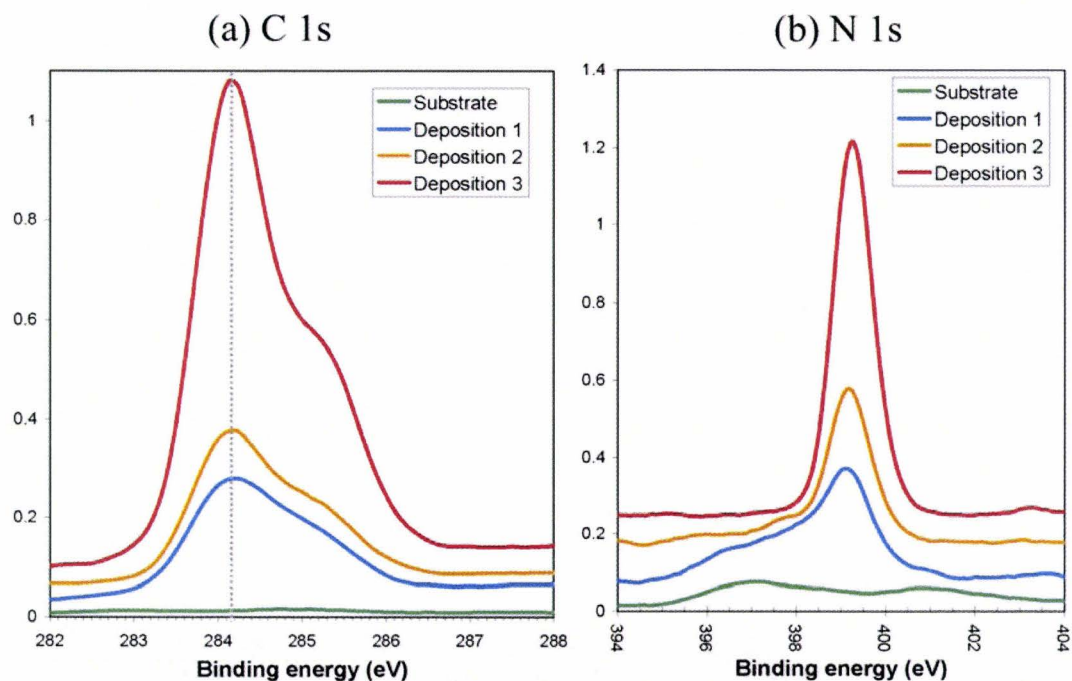 (a) C 1s
1
0.8
0.6
0.4
0.2
0
282
283
284
285
286
287
288
Binding energy (eV)
Substrate
Deposition 1
Deposition 2
Deposition 3
(b) N 1s
1.4
1.2
1
0.8
0.6
0.4
0.2
0
394
396
398
400
402
404
Binding energy (eV)
Substrate
Deposition 1
Deposition 2
Deposition 3